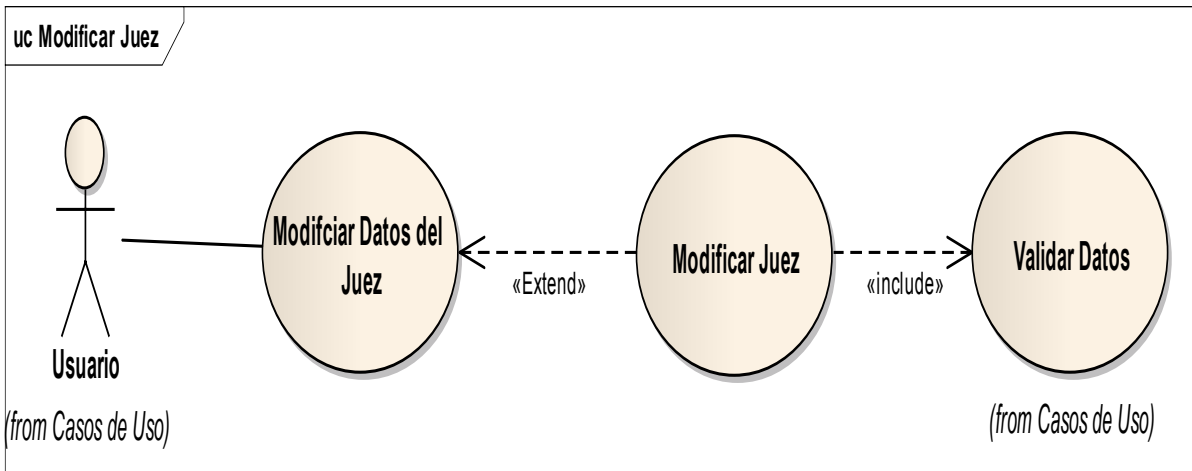 uc Modificar Juez
Modifciar Datos del
Juez
Modificar Juez
Validar Datos
«Extend»
«include»
Usuario
(from Casos de Uso)
(from Casos de Uso)